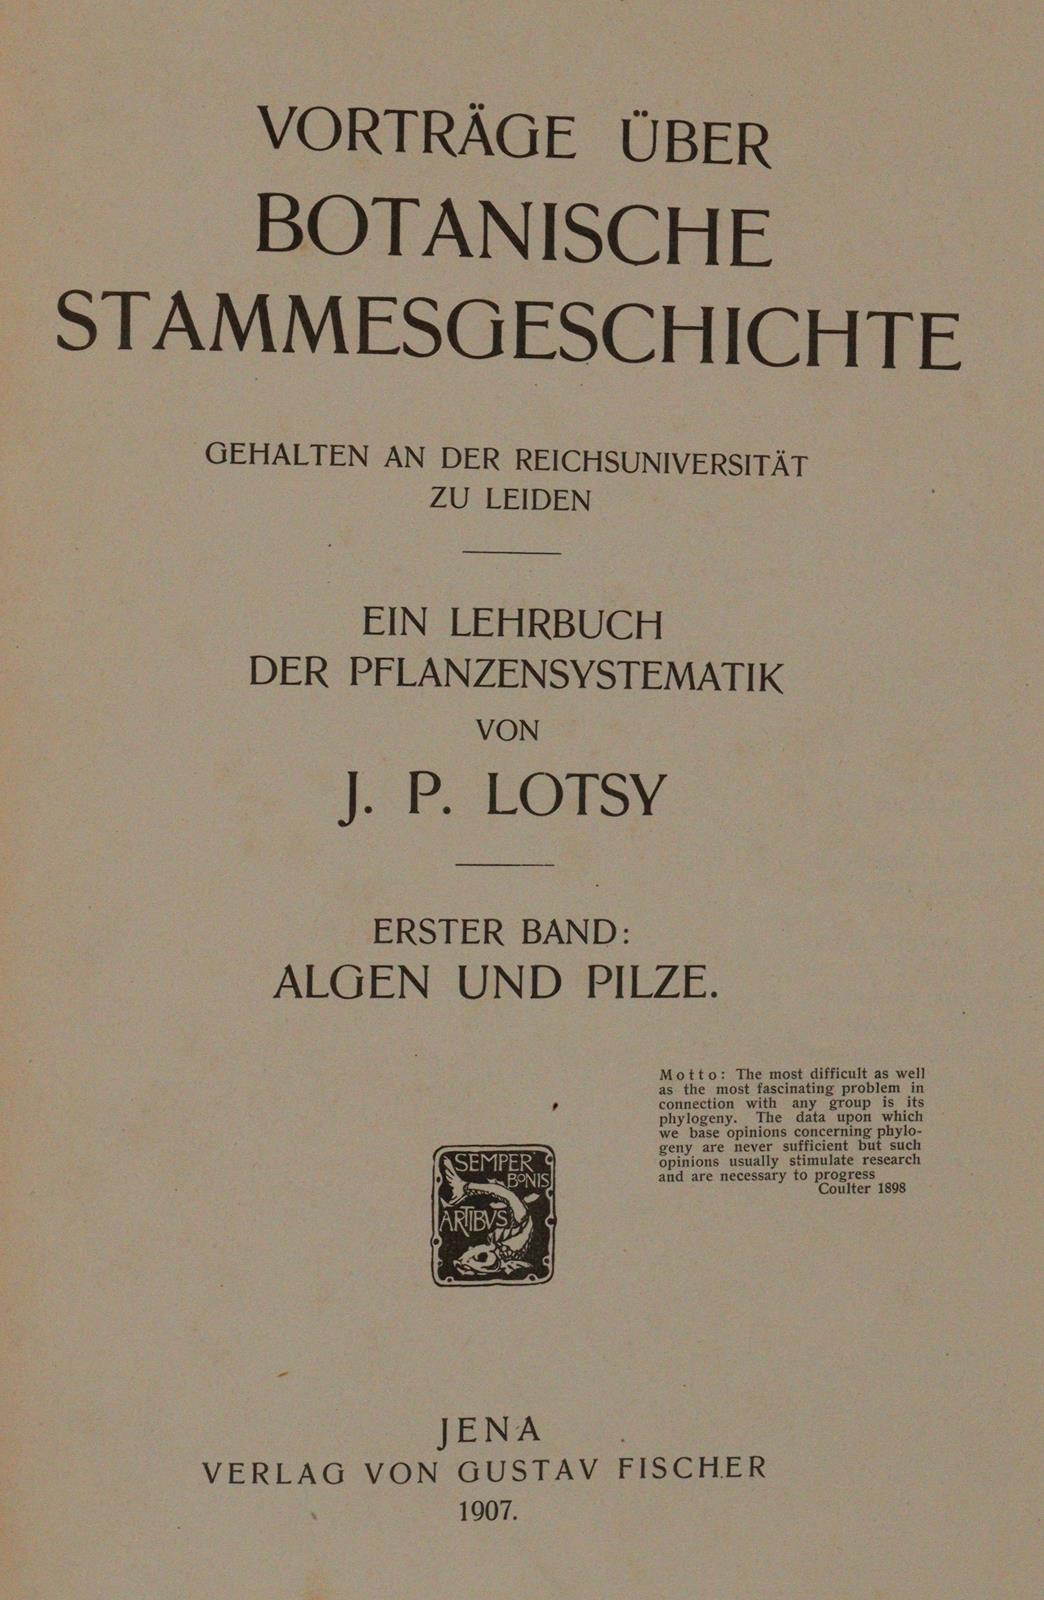 VORTRÄGE ÜBER
BOTANISCHE
STAMMESGESCHICHTE
GEHALTEN AN DER REICHSUNIVERSITÄT
ZU LEIDEN
EIN LEHRBUCH
DER PFLANZENSYSTEMATIK
VON
J. P. LOTSY
ERSTER BAND:
ALGEN UND PILZE.
Motto: The most difficult as well
as the most fascinating problem in
connection with any group is its
phylogeny. The data upon which
we base opinions concerning phylo-
geny are never sufficient but such
opinions usually stimulate research
and are necessary to progress
Coulter 1898
SEMPER
BONIS
ARTIBVS
JENA
VERLAG VON GUSTAV FISCHER
1907.